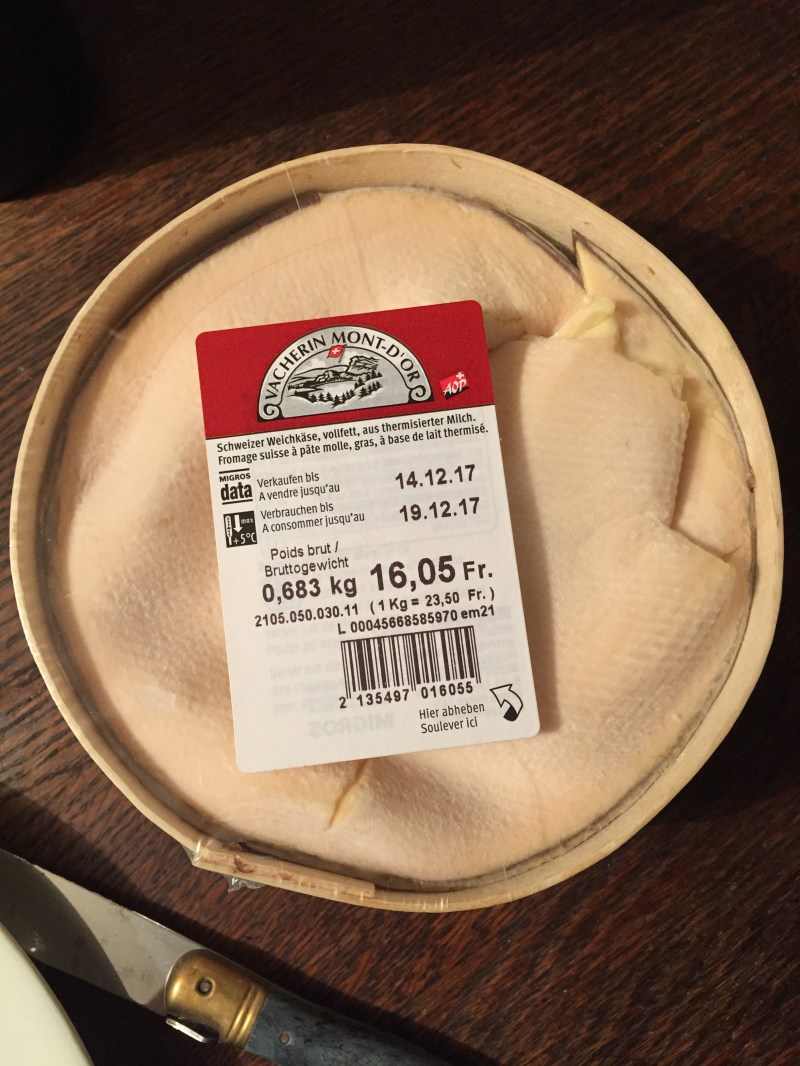 VACHERIN MONT-D'OR
AOP
Schweizer Weichkäse, vollfett, aus thermisierter Milch.
Fromage suisse à pâte molle, gras, à base de lait thermisé.
MIGROS
data
Verkaufen bis
A vendre jusqu'au
14.12.17
max
+5°C
Verbrauchen bis
A consommer jusqu'au
19.12.17
Poids brut /
Bruttogewicht
0,683 kg 16,05 Fr.
2105.050.030.11 (1Kg = 23,50 Fr.)
L 00045668585970 em21
2 135497 016055
Hier abheben
Soulever ici
MIGROS